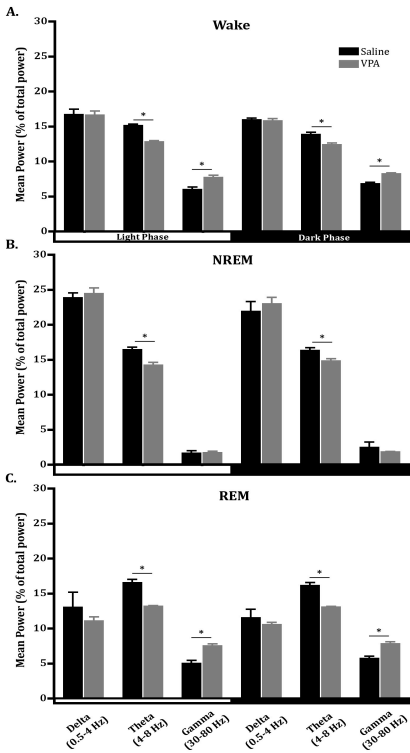 A.
Wake
Mean Power (% of total power)
30
25
20
15
10
5
0
Saline
VPA
*
*
*
*
Light Phase
Dark Phase
B.
NREM
Mean Power (% of total power)
30
25
20
15
10
5
0
*
*
C.
REM
Mean Power (% of total power)
30
25
20
15
10
5
0
*
*
*
*
Delta
(0.5-4 Hz)
Theta
(4-8 Hz)
Gamma
(30-80 Hz)
Delta
(0.5-4 Hz)
Theta
(4-8 Hz)
Gamma
(30-80 Hz)